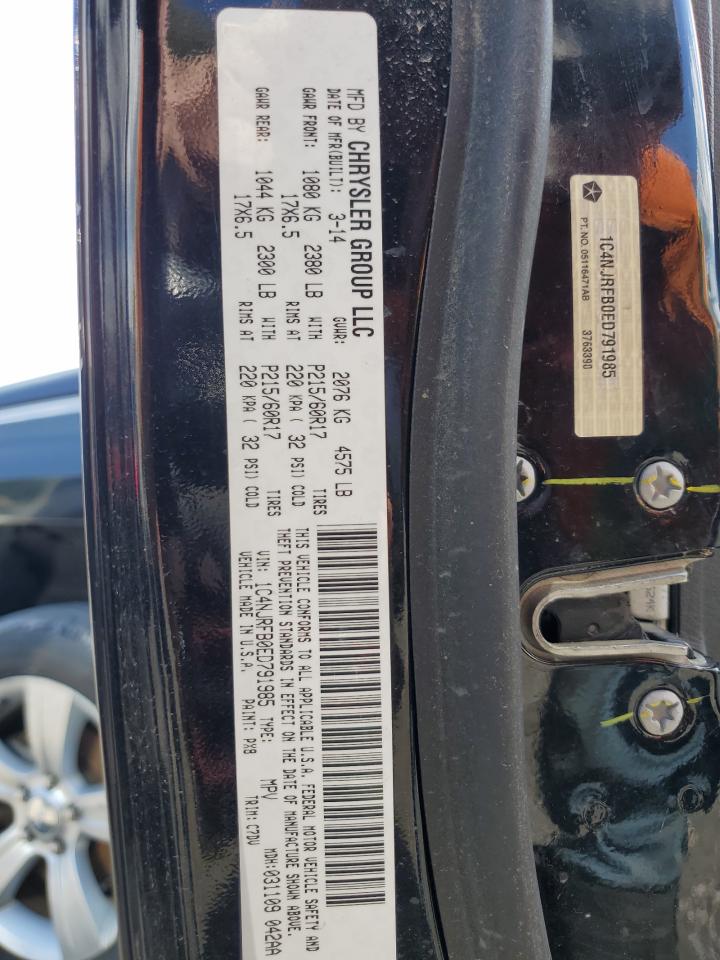 MFD BY CHRYSLER GROUP LLC
DATE OF MFR(BUILT): 3-14 GVWR: 2076 KG 4575 LB
GAWR FRONT: 1080 KG 2380 LB WITH P215/60R17 TIRES
17X6.5 RIMS AT 220 KPA ( 32 PSI) COLD
GAWR REAR: 1044 KG 2300 LB WITH P215/60R17 TIRES
17X6.5 RIMS AT 220 KPA ( 32 PSI) COLD
THIS VEHICLE CONFORMS TO ALL APPLICABLE U.S.A. FEDERAL MOTOR VEHICLE SAFETY AND
THEFT PREVENTION STANDARDS IN EFFECT ON THE DATE OF MANUFACTURE SHOWN ABOVE.
VIN: 1C4NJRFB0ED791985 TYPE: MPV MDH:031109 042AA
VEHICLE MADE IN U.S.A. PAINT: PX8 TRIM: C7DV
1C4NJRFB0ED791985
PT. NO. 05116471AB 3763390